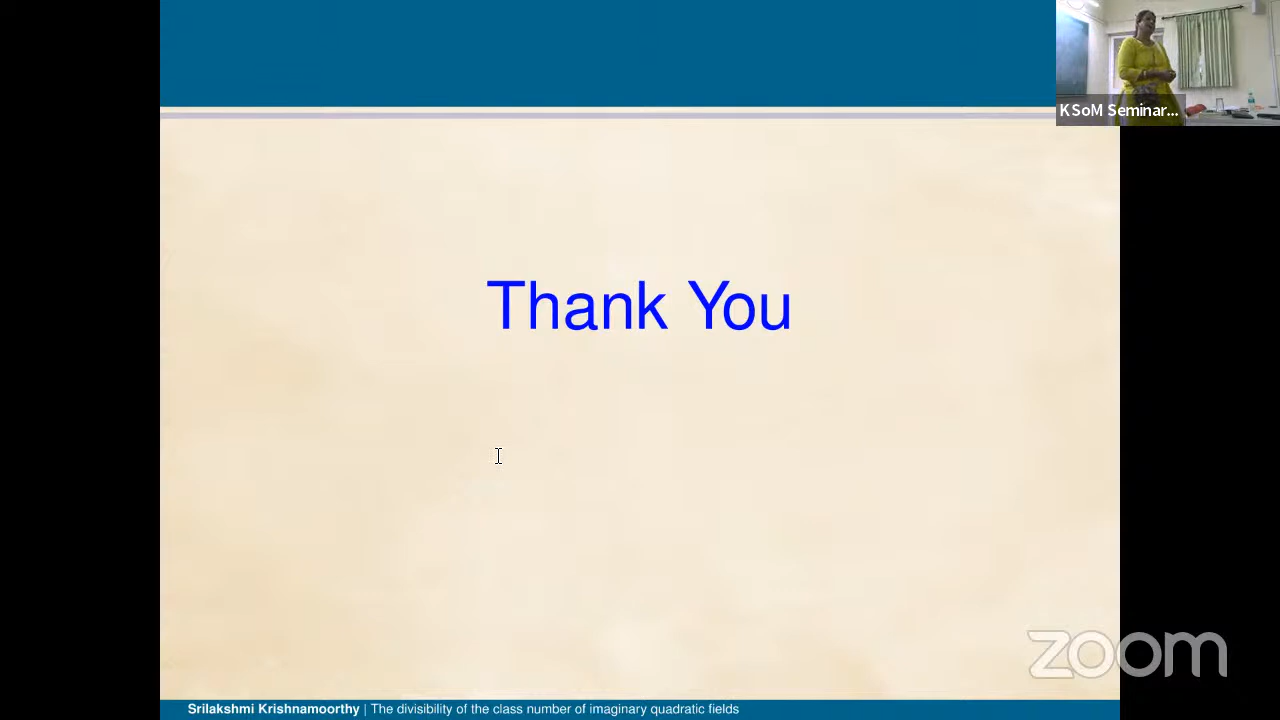 KSoM Seminar...
Thank You
zoom
Srilakshmi Krishnamoorthy | The divisibility of the class number of imaginary quadratic fields